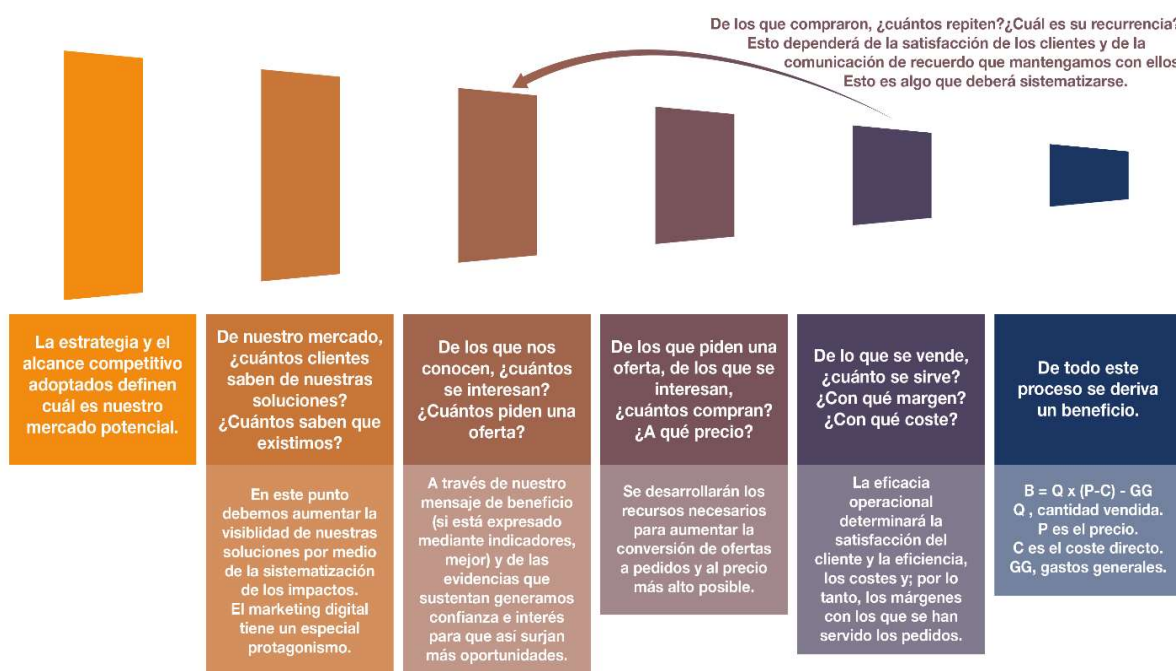 De los que compraron, ¿cuántos repiten?¿Cuál es su recurrencia?
Esto dependerá de la satisfacción de los clientes y de la
comunicación de recuerdo que mantengamos con ellos
Esto es algo que deberá sistematizarse.
La estrategia y el
alcance competitivo
adoptados definen
cuál es nuestro
mercado potencial.
De nuestro mercado,
¿cuántos clientes
saben de nuestras
soluciones?
¿Cuántos saben que
existimos?
En este punto
debemos aumentar la
visiblidad de nuestras
soluciones por medio
de la sistematización
de los impactos.
El marketing digital
tiene un especial
protagonismo.
De los que nos
conocen, ¿cuántos
se interesan?
¿Cuántos piden una
oferta?
A través de nuestro
mensaje de beneficio
(si está expresado
mediante indicadores,
mejor) y de las
evidencias que
sustentan generamos
confianza e interés
para que así surjan
más oportunidades.
De los que piden una
oferta, de los que se
interesan,
¿cuántos compran?
¿A qué precio?
Se desarrollarán los
recursos necesarios
para aumentar la
conversión de ofertas
a pedidos y al precio
más alto posible.
De lo que se vende,
¿cuánto se sirve?
¿Con qué margen?
¿Con qué coste?
La eficacia
operacional
determinará la
satisfacción del
cliente y la eficiencia,
los costes y; por lo
tanto, los márgenes
con los que se han
servido los pedidos.
De todo este
proceso se deriva
un beneficio.
B = Q x (P-C) - GG
Q , cantidad vendida.
P es el precio.
C es el coste directo.
GG, gastos generales.